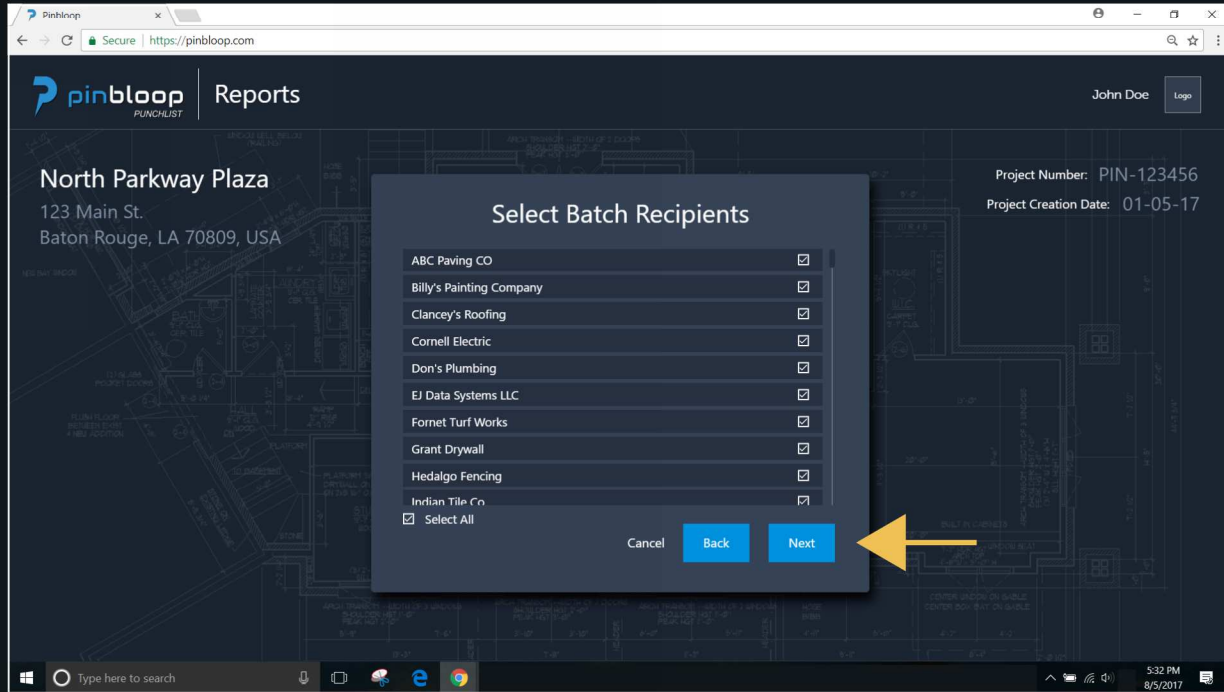 Pinbloop
Secure | https://pinbloop.com
pinbloop
PUNCHLIST
Reports
John Doe
Logo
North Parkway Plaza
123 Main St.
Baton Rouge, LA 70809, USA
Project Number: PIN-123456
Project Creation Date: 01-05-17
Select Batch Recipients
ABC Paving CO
Billy's Painting Company
Clancey's Roofing
Cornell Electric
Don's Plumbing
EJ Data Systems LLC
Fornet Turf Works
Grant Drywall
Hedalgo Fencing
Indian Tile Co
Select All
Cancel
Back
Next
Type here to search
5:32 PM
8/5/2017